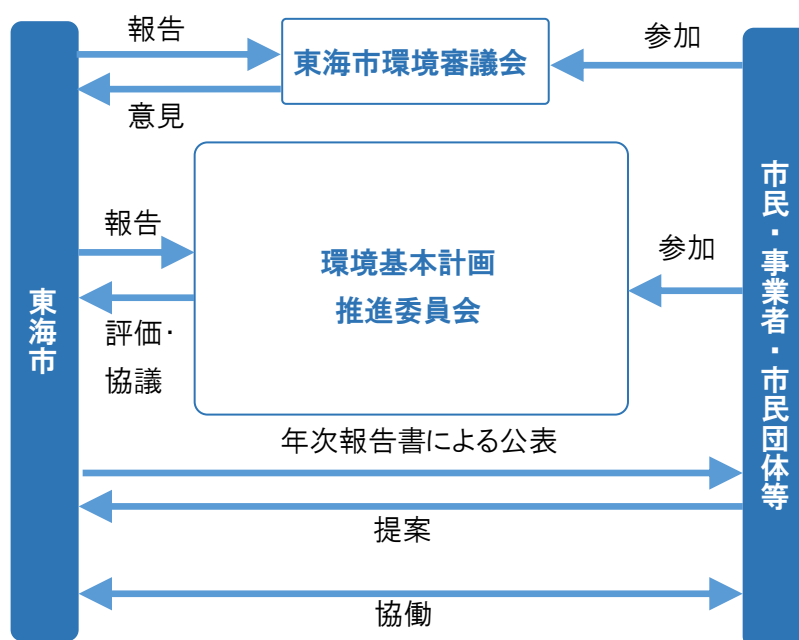 報告
東海市環境審議会
参加
意見
報告
環境基本計画
推進委員会
参加
評価・
協議
東海市
市民・事業者・市民団体等
年次報告書による公表
提案
協働